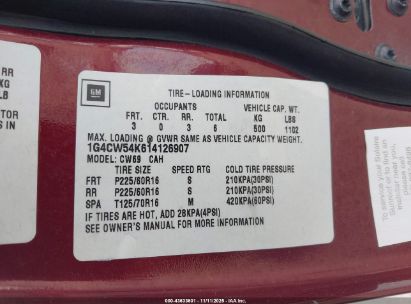 GM
TIRE-LOADING INFORMATION
OCCUPANTS VEHICLE CAP. WT.
FRT. CTR. RR. TOTAL KG LBS
3 0 3 6 500 1102
MAX. LOADING @ GVWR SAME AS VEHICLE CAPACITY WEIGHT.
1G4CW54K614126907
MODEL: CW69 CAH
TIRE SIZE SPEED RTG COLD TIRE PRESSURE
FRT P225/60R16 S 210KPA(30PSI)
RR P225/60R16 S 210KPA(30PSI)
SPA T125/70R16 M 420KPA(60PSI)
IF TIRES ARE HOT, ADD 28KPA(4PSI)
SEE OWNER'S MANUAL FOR MORE INFORMATION
RR
LB
TOR